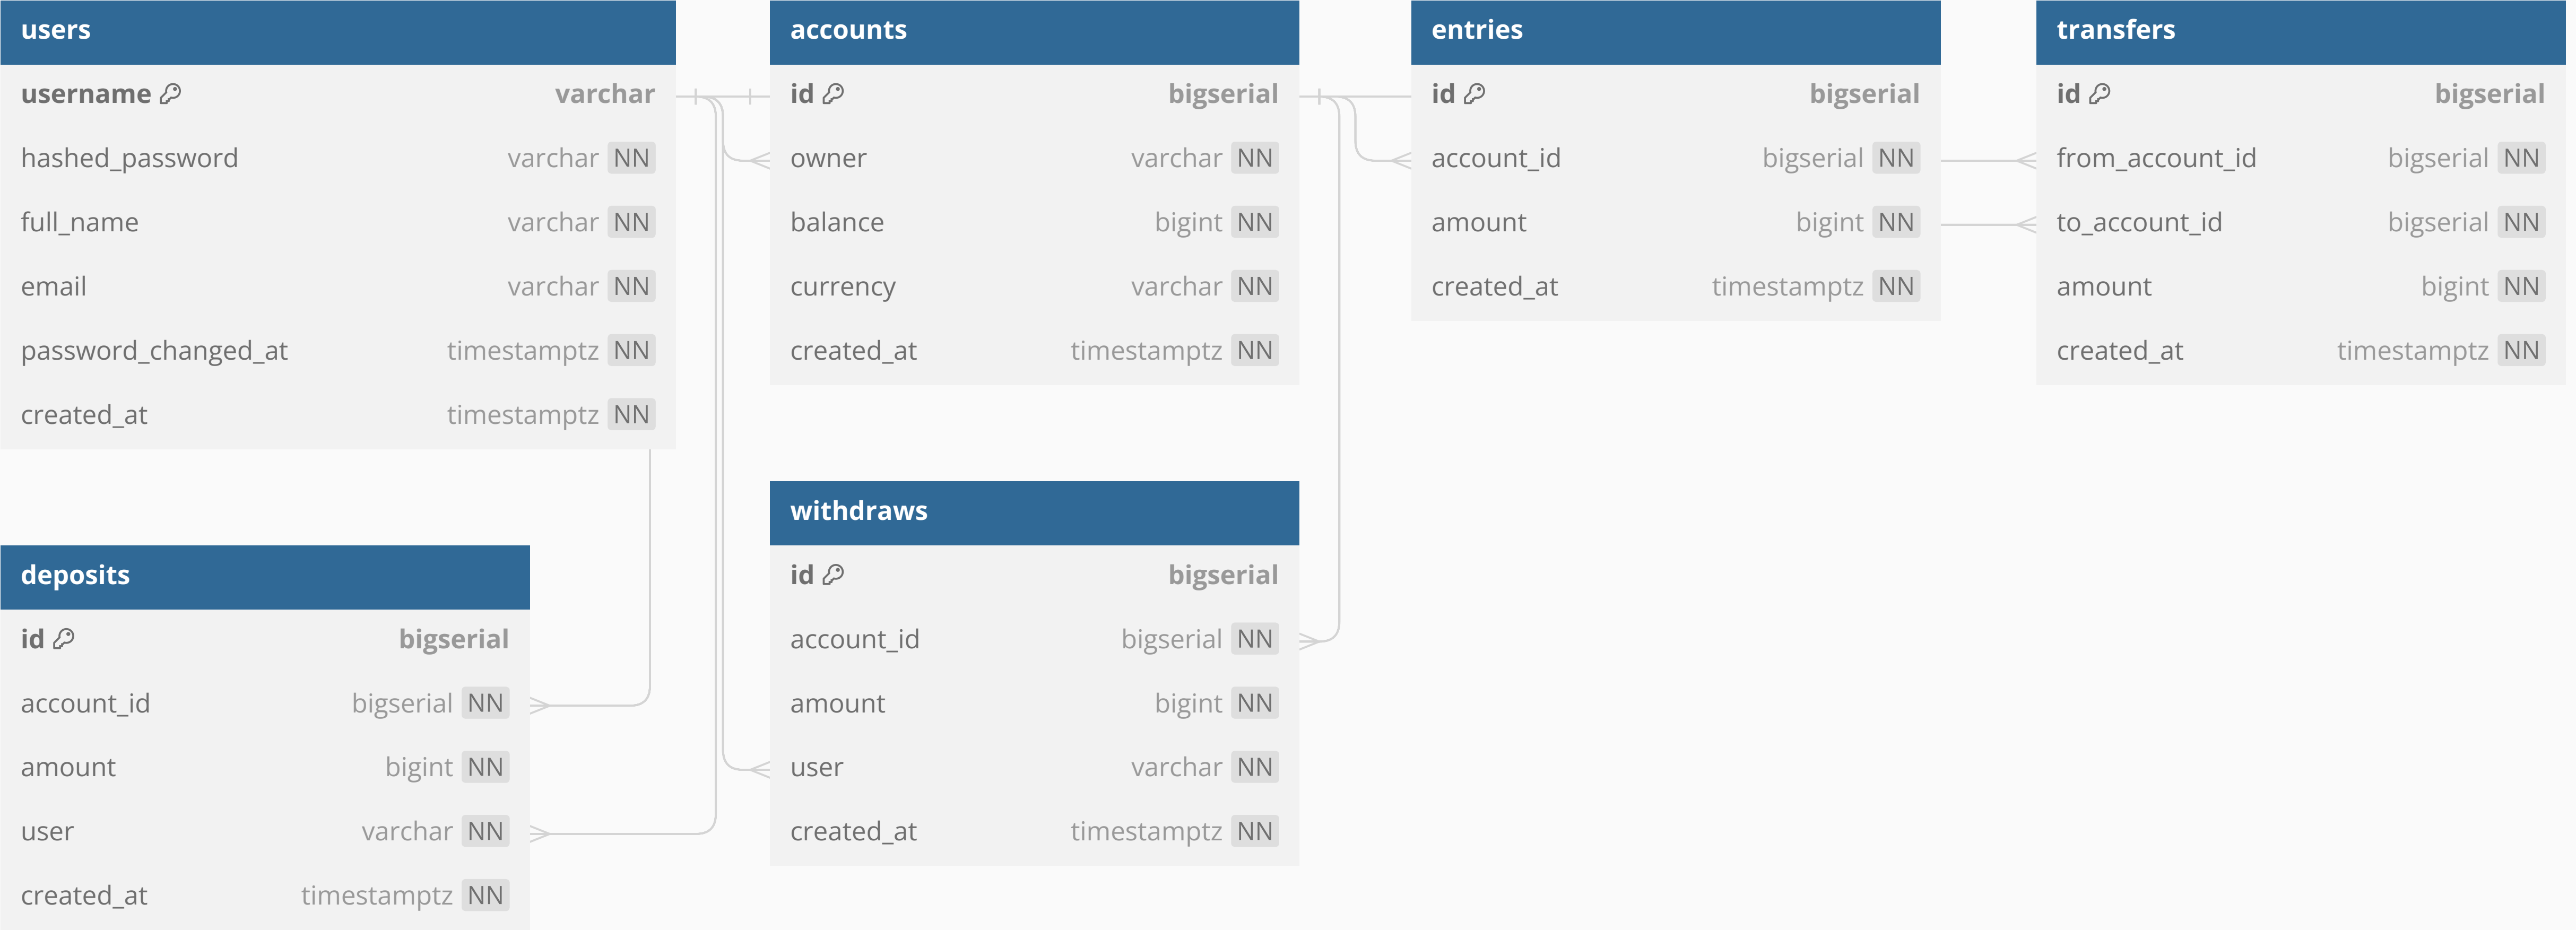 users
username varchar
hashed_password varchar NN
full_name varchar NN
email varchar NN
password_changed_at timestamptz NN
created_at timestamptz NN
accounts
id bigserial
owner varchar NN
balance bigint NN
currency varchar NN
created_at timestamptz NN
entries
id bigserial
account_id bigserial NN
amount bigint NN
created_at timestamptz NN
transfers
id bigserial
from_account_id bigserial NN
to_account_id bigserial NN
amount bigint NN
created_at timestamptz NN
deposits
id bigserial
account_id bigserial NN
amount bigint NN
user varchar NN
created_at timestamptz NN
withdraws
id bigserial
account_id bigserial NN
amount bigint NN
user varchar NN
created_at timestamptz NN